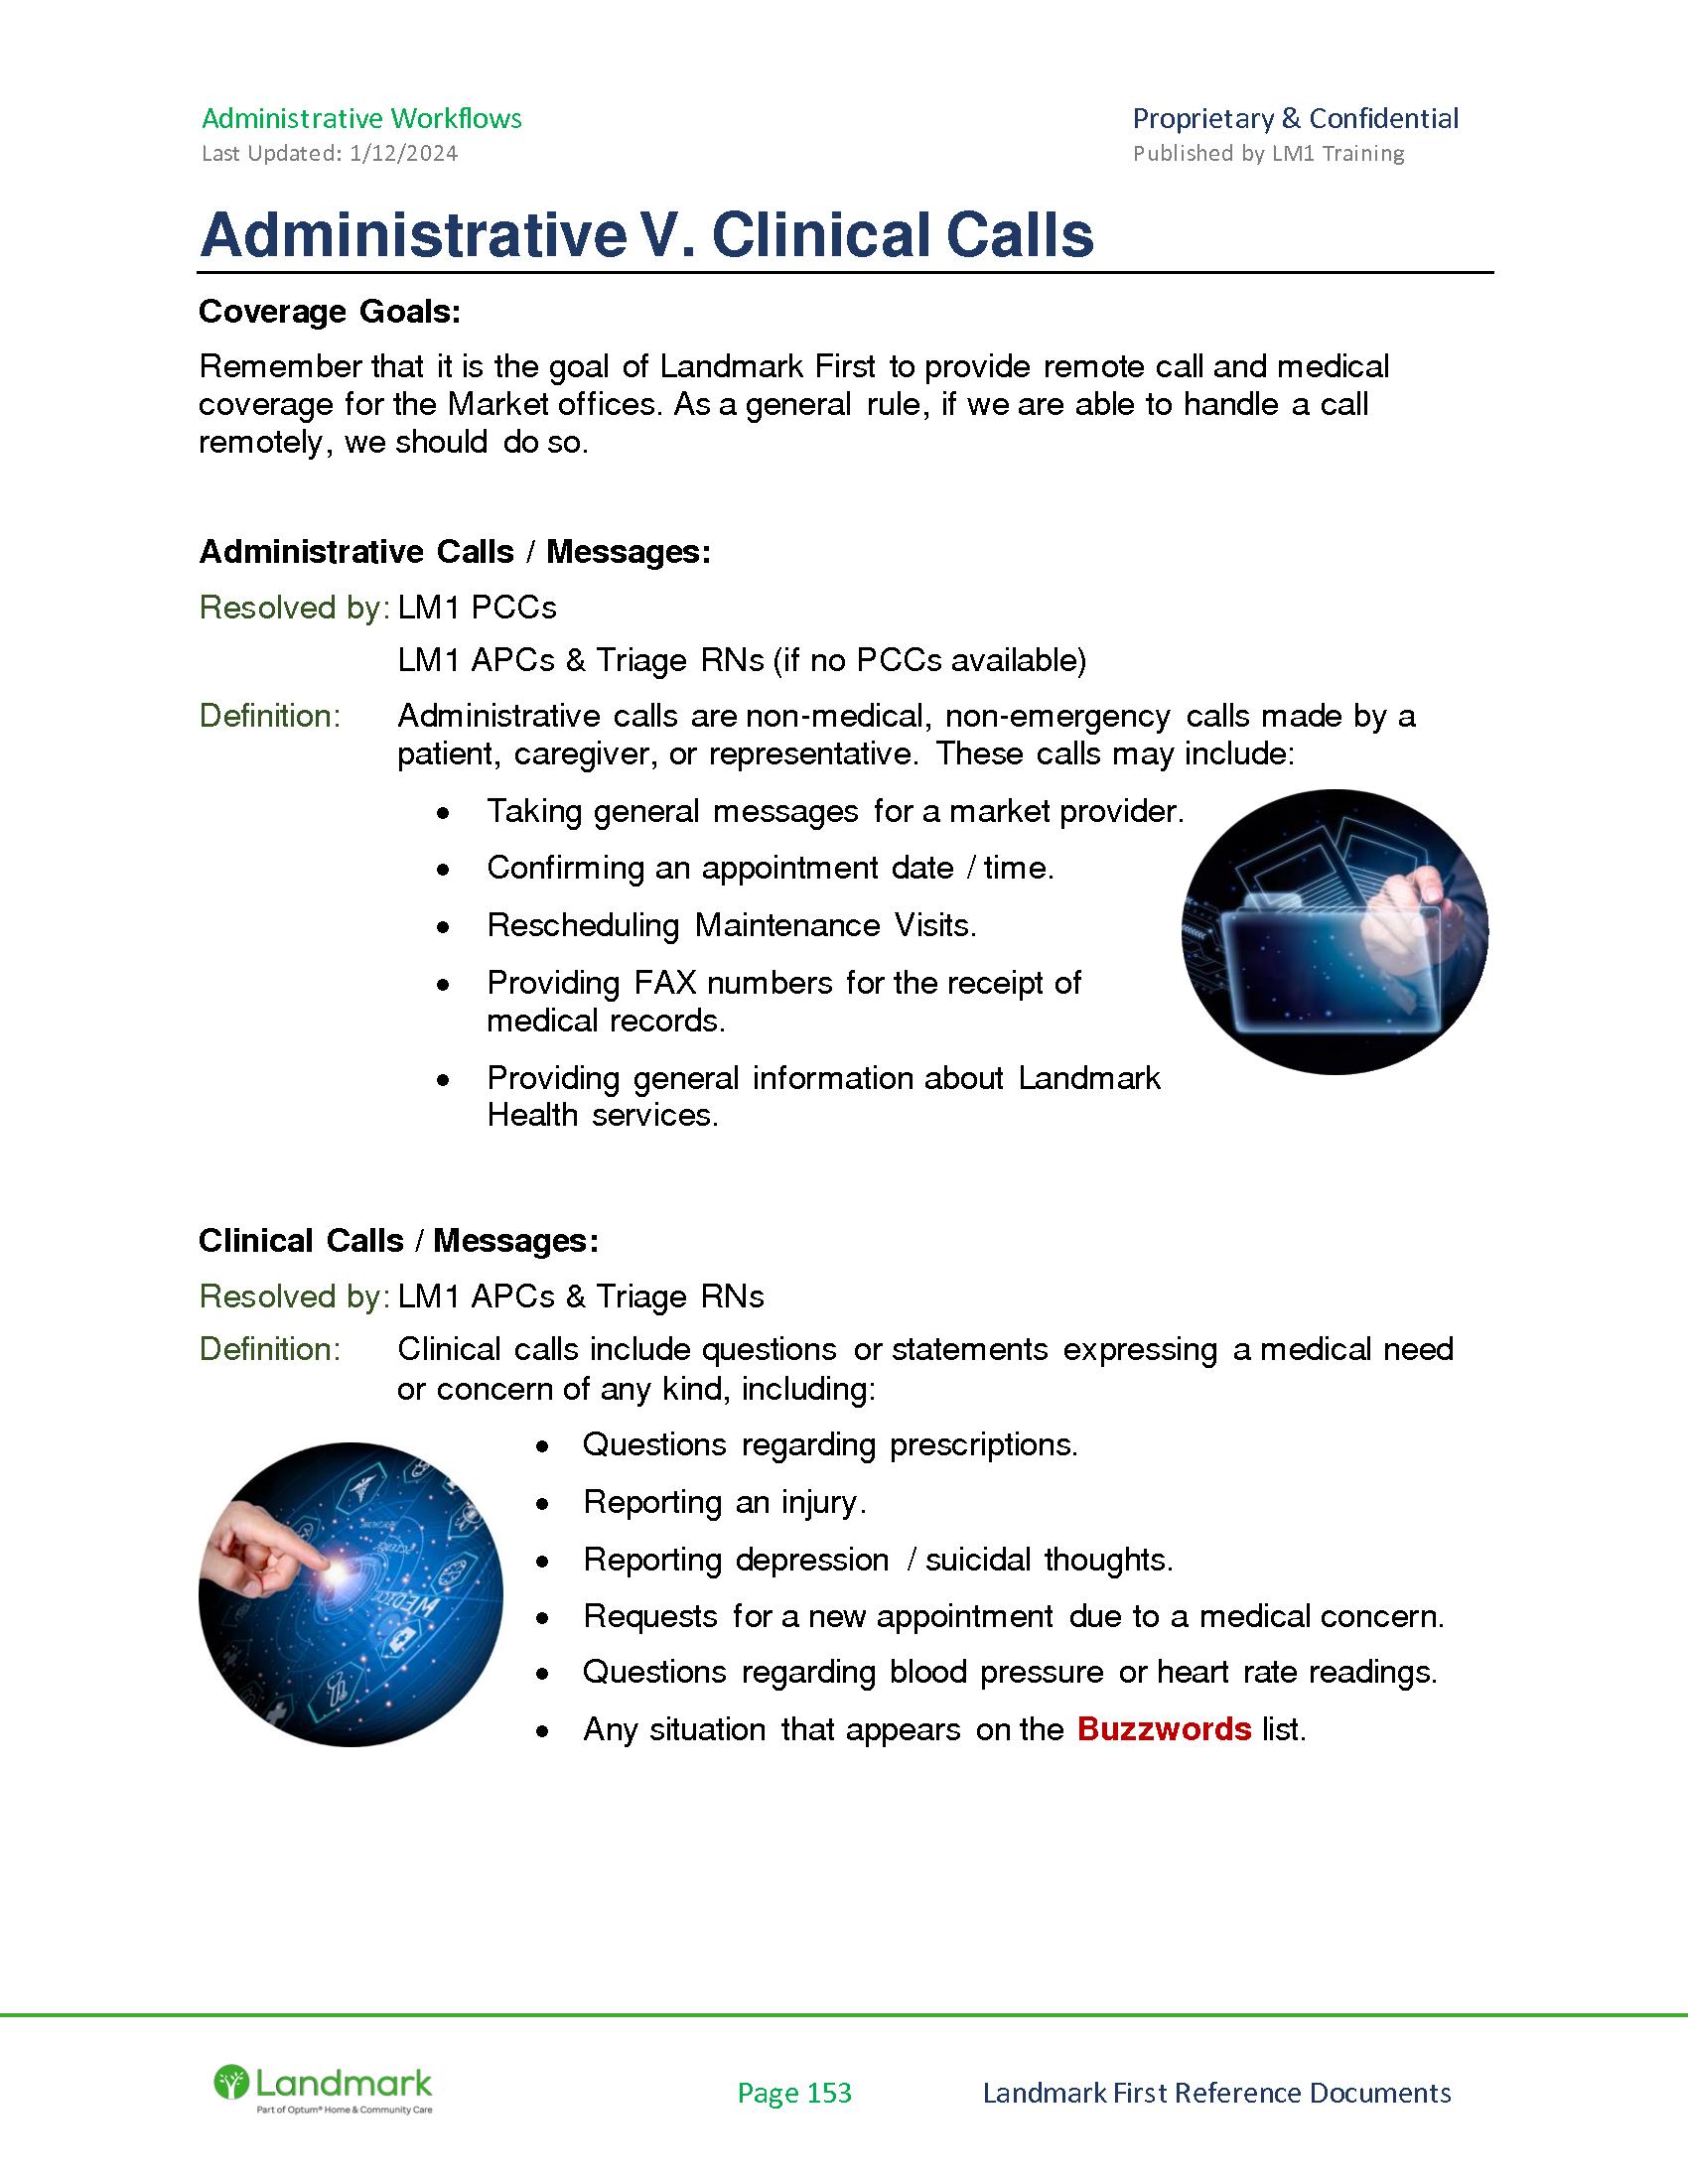 Administrative Workflows
Proprietary & Confidential
Last Updated: 1/12/2024
Published by LM1 Training
Administrative V. Clinical Calls
Coverage Goals:
Remember that it is the goal of Landmark First to provide remote call and medical
coverage for the Market offices. As a general rule, if we are able to handle a call
remotely, we should do so.
Administrative Calls / Messages:
Resolved by: LM1 PCCs
LM1 APCs & Triage RNs (if no PCCs available)
Definition: Administrative calls are non-medical, non-emergency calls made by a
patient, caregiver, or representative. These calls may include:
• Taking general messages for a market provider.
• Confirming an appointment date / time.
• Rescheduling Maintenance Visits.
• Providing FAX numbers for the receipt of
medical records.
• Providing general information about Landmark
Health services.
Clinical Calls / Messages:
Resolved by: LM1 APCs & Triage RNs
Definition: Clinical calls include questions or statements expressing a medical need
or concern of any kind, including:
• Questions regarding prescriptions.
• Reporting an injury.
• Reporting depression / suicidal thoughts.
• Requests for a new appointment due to a medical concern.
• Questions regarding blood pressure or heart rate readings.
• Any situation that appears on the Buzzwords list.
MEDICI
Landmark
Part of Optum® Home & Community Care
Page 153
Landmark First Reference Documents